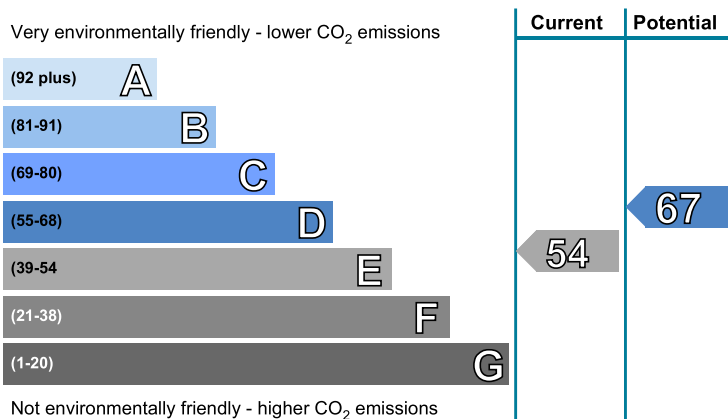 Very environmentally friendly - lower CO2 emissions
Current
Potential
(92 plus) A
(81-91) B
(69-80) C
(55-68) D
(39-54 E
(21-38) F
(1-20) G
54
67
Not environmentally friendly - higher CO2 emissions